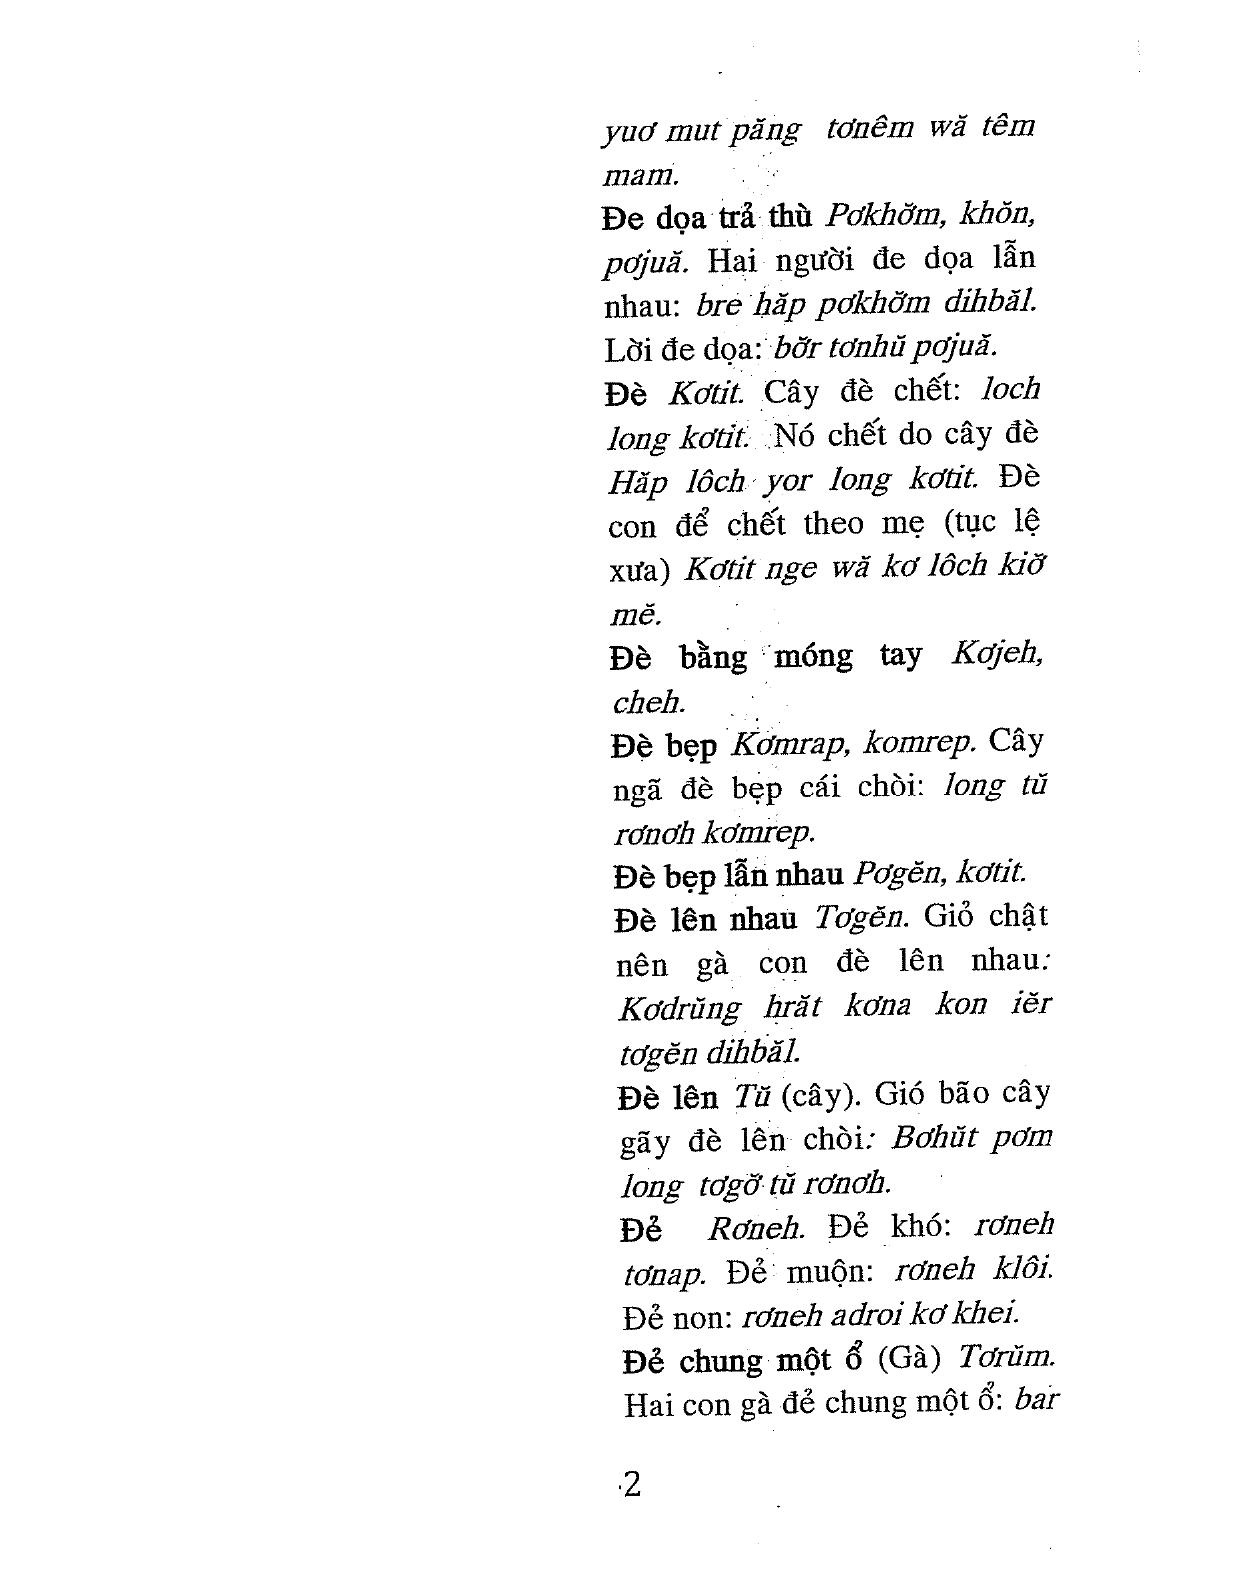 yuơ mut păng tơnêm wă têm
mam.
Đe dọa trả thù Pơkhơ̆m, khŏn,
pơjuă. Hai người đe dọa lẫn
nhau: bre hăp pơkhơ̆m dihbăl.
Lời đe dọa: bơ̆r tơnhŭ pơjuă.
Đè Kơtit. Cây đè chết: loch
long kơtit. Nó chết do cây đè
Hăp lôch yor long kơtit. Đè
con để chết theo mẹ (tục lệ
xưa) Kơtit nge wă kơ lôch kiơ̆
mĕ.
Đè bằng móng tay Kơjeh,
cheh.
Đè bẹp Kơmrap, komrep. Cây
ngã đè bẹp cái chòi: long tŭ
rơnơh kơmrep.
Đè bẹp lẫn nhau Pơgĕn, kơtit.
Đè lên nhau Tơgĕn. Giỏ chật
nên gà con đè lên nhau:
Kơdrŭng hrăt kơna kon iĕr
tơgĕn dihbăl.
Đè lên Tŭ (cây). Gió bão cây
gãy đè lên chòi: Bơhŭt pơm
long tơgơ̆ tŭ rơnơh.
Đẻ Rơneh. Đẻ khó: rơneh
tơnap. Đẻ muộn: rơneh klôi.
Đẻ non: rơneh adroi kơ khei.
Đẻ chung một ổ (Gà) Tơrŭm.
Hai con gà đẻ chung một ổ: bar
2